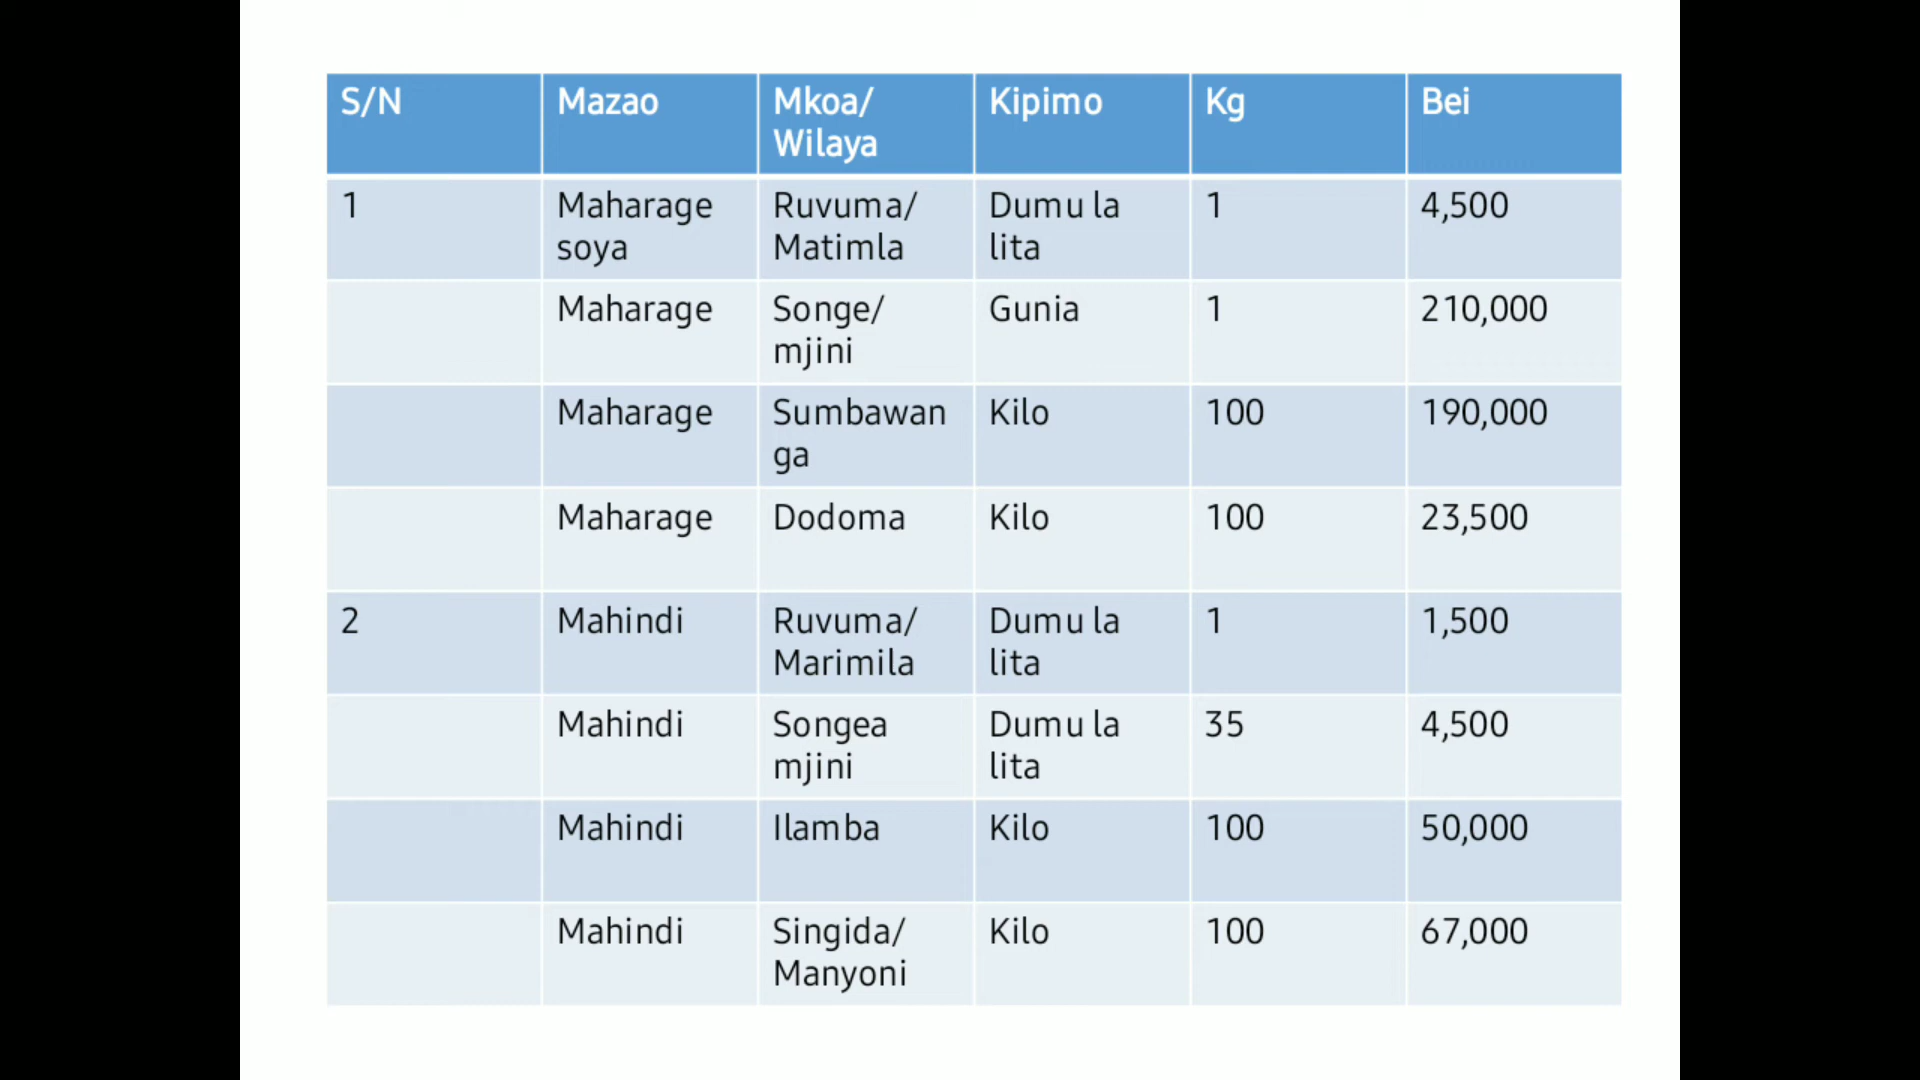 S/N Mazao Mkoa/ Kipimo Kg Bei
Wilaya
1 Maharage Ruvuma/ Dumu la 1 4,500
soya Matimla lita
Maharage Songe/ Gunia 1 210,000
mjini
Maharage Sumbawan Kilo 100 190,000
ga
Maharage Dodoma Kilo 100 23,500
2 Mahindi Ruvuma/ Dumu la 1 1,500
Marimila lita
Mahindi Songea Dumu la 35 4,500
mjini lita
Mahindi Ilamba Kilo 100 50,000
Mahindi Singida/ Kilo 100 67,000
Manyoni